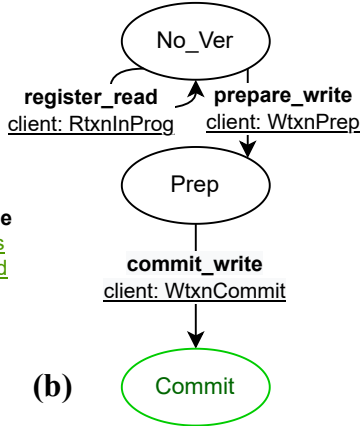 No_Ver
register_read prepare_write
client: RtxnInProg client: WtxnPrep
Prep
e
s
d
commit_write
client: WtxnCommit
(b)
Commit